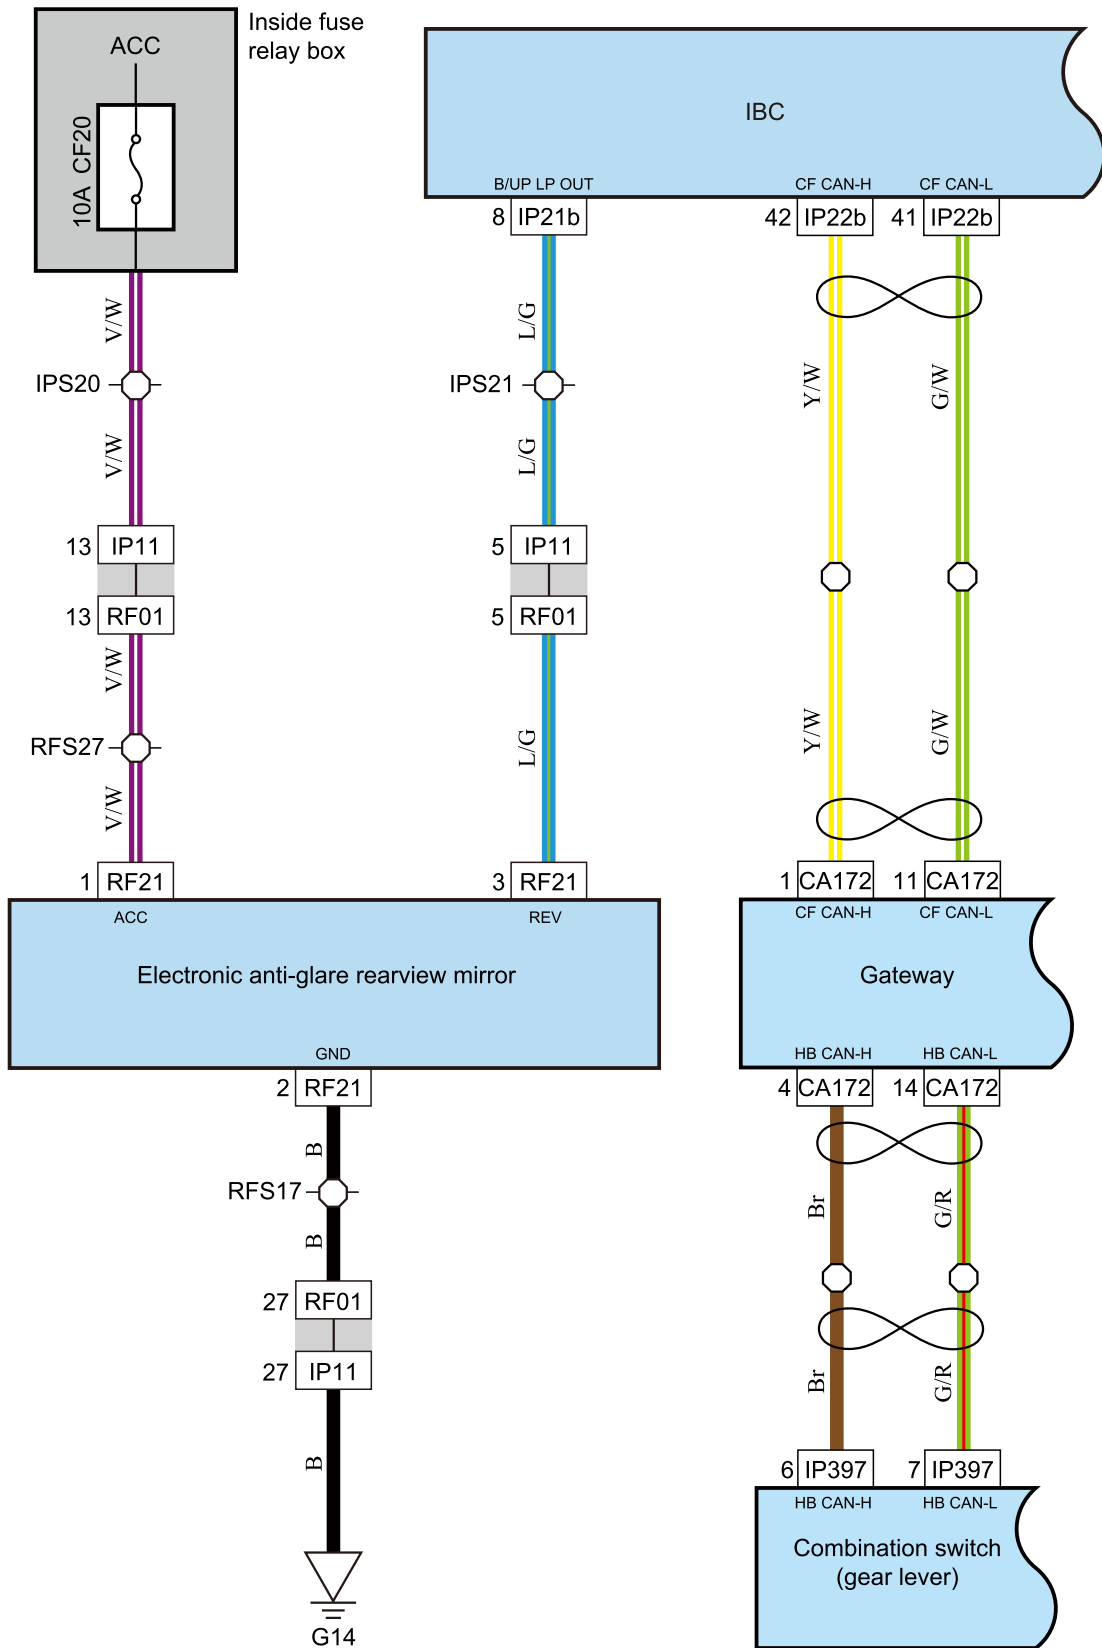 Inside fuse
relay box
ACC
10A CF20
IBC
B/UP LP OUT
CF CAN-H
CF CAN-L
8 IP21b
42 IP22b
41 IP22b
V/W
L/G
Y/W
G/W
IPS20
IPS21
V/W
L/G
13 IP11
5 IP11
13 RF01
5 RF01
V/W
L/G
Y/W
G/W
RFS27
V/W
1 RF21
3 RF21
1 CA172
11 CA172
ACC
REV
CF CAN-H
CF CAN-L
Electronic anti-glare rearview mirror
Gateway
GND
HB CAN-H
HB CAN-L
2 RF21
4 CA172
14 CA172
B
RFS17
Br
G/R
B
27 RF01
27 IP11
Br
G/R
B
6 IP397
7 IP397
HB CAN-H
HB CAN-L
Combination switch
(gear lever)
G14